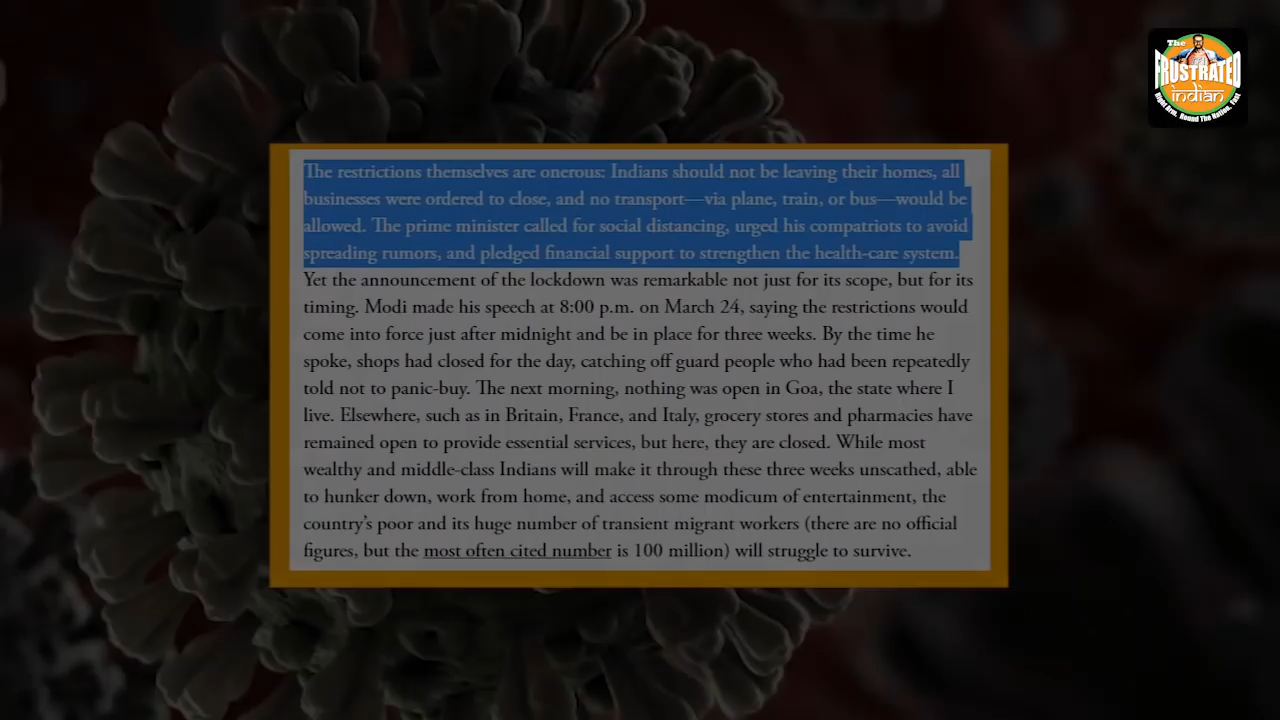 The
FRUSTRATED
indian
Right Arm, Round The Nation, Fast
The restrictions themselves are onerous: Indians should not be leaving their homes, all
businesses were ordered to close, and no transport—via plane, train, or bus—would be
allowed. The prime minister called for social distancing, urged his compatriots to avoid
spreading rumors, and pledged financial support to strengthen the health-care system.
Yet the announcement of the lockdown was remarkable not just for its scope, but for its
timing. Modi made his speech at 8:00 p.m. on March 24, saying the restrictions would
come into force just after midnight and be in place for three weeks. By the time he
spoke, shops had closed for the day, catching off guard people who had been repeatedly
told not to panic-buy. The next morning, nothing was open in Goa, the state where I
live. Elsewhere, such as in Britain, France, and Italy, grocery stores and pharmacies have
remained open to provide essential services, but here, they are closed. While most
wealthy and middle-class Indians will make it through these three weeks unscathed, able
to hunker down, work from home, and access some modicum of entertainment, the
country’s poor and its huge number of transient migrant workers (there are no official
figures, but the most often cited number is 100 million) will struggle to survive.